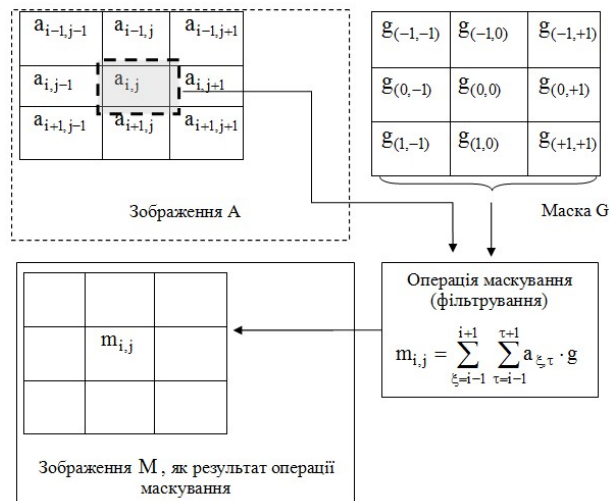 a_{i−1,j−1} a_{i−1,j} a_{i−1,j+1}
a_{i,j−1} a_{i,j} a_{i,j+1}
a_{i+1,j−1} a_{i+1,j} a_{i+1,j+1}
Зображення А
g_{(−1,−1)} g_{(−1,0)} g_{(−1,+1)}
g_{(0,−1)} g_{(0,0)} g_{(0,+1)}
g_{(1,−1)} g_{(1,0)} g_{(+1,+1)}
Маска G
Операція маскування
(фільтрування)
m_{i,j} = \sum_{ξ=i−1}^{i+1} \sum_{τ=i−1}^{τ+1} a_{ξ,τ} · g
m_{i,j}
Зображення M , як результат операції
маскування